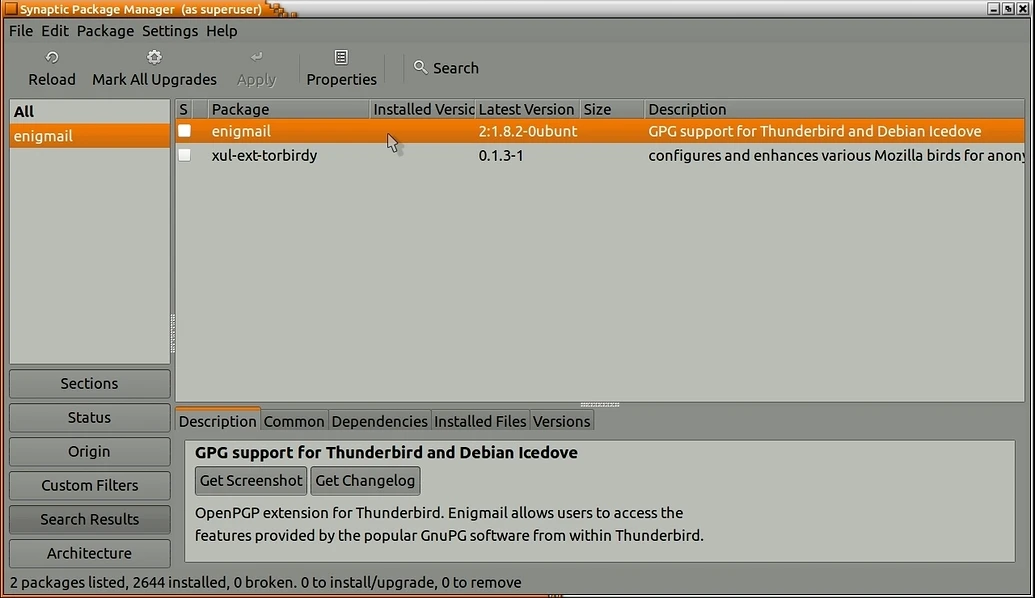 Synaptic Package Manager (as superuser)
File Edit Package Settings Help
Reload Mark All Upgrades Apply Properties Search
All
enigmail
S Package Installed Versic Latest Version Size Description
enigmail 2:1.8.2-0ubunt GPG support for Thunderbird and Debian Icedove
xul-ext-torbirdy 0.1.3-1 configures and enhances various Mozilla birds for anony
Sections
Status
Origin
Custom Filters
Search Results
Architecture
Description Common Dependencies Installed Files Versions
GPG support for Thunderbird and Debian Icedove
Get Screenshot Get Changelog
OpenPGP extension for Thunderbird. Enigmail allows users to access the
features provided by the popular GnuPG software from within Thunderbird.
2 packages listed, 2644 installed, 0 broken. 0 to install/upgrade, 0 to remove